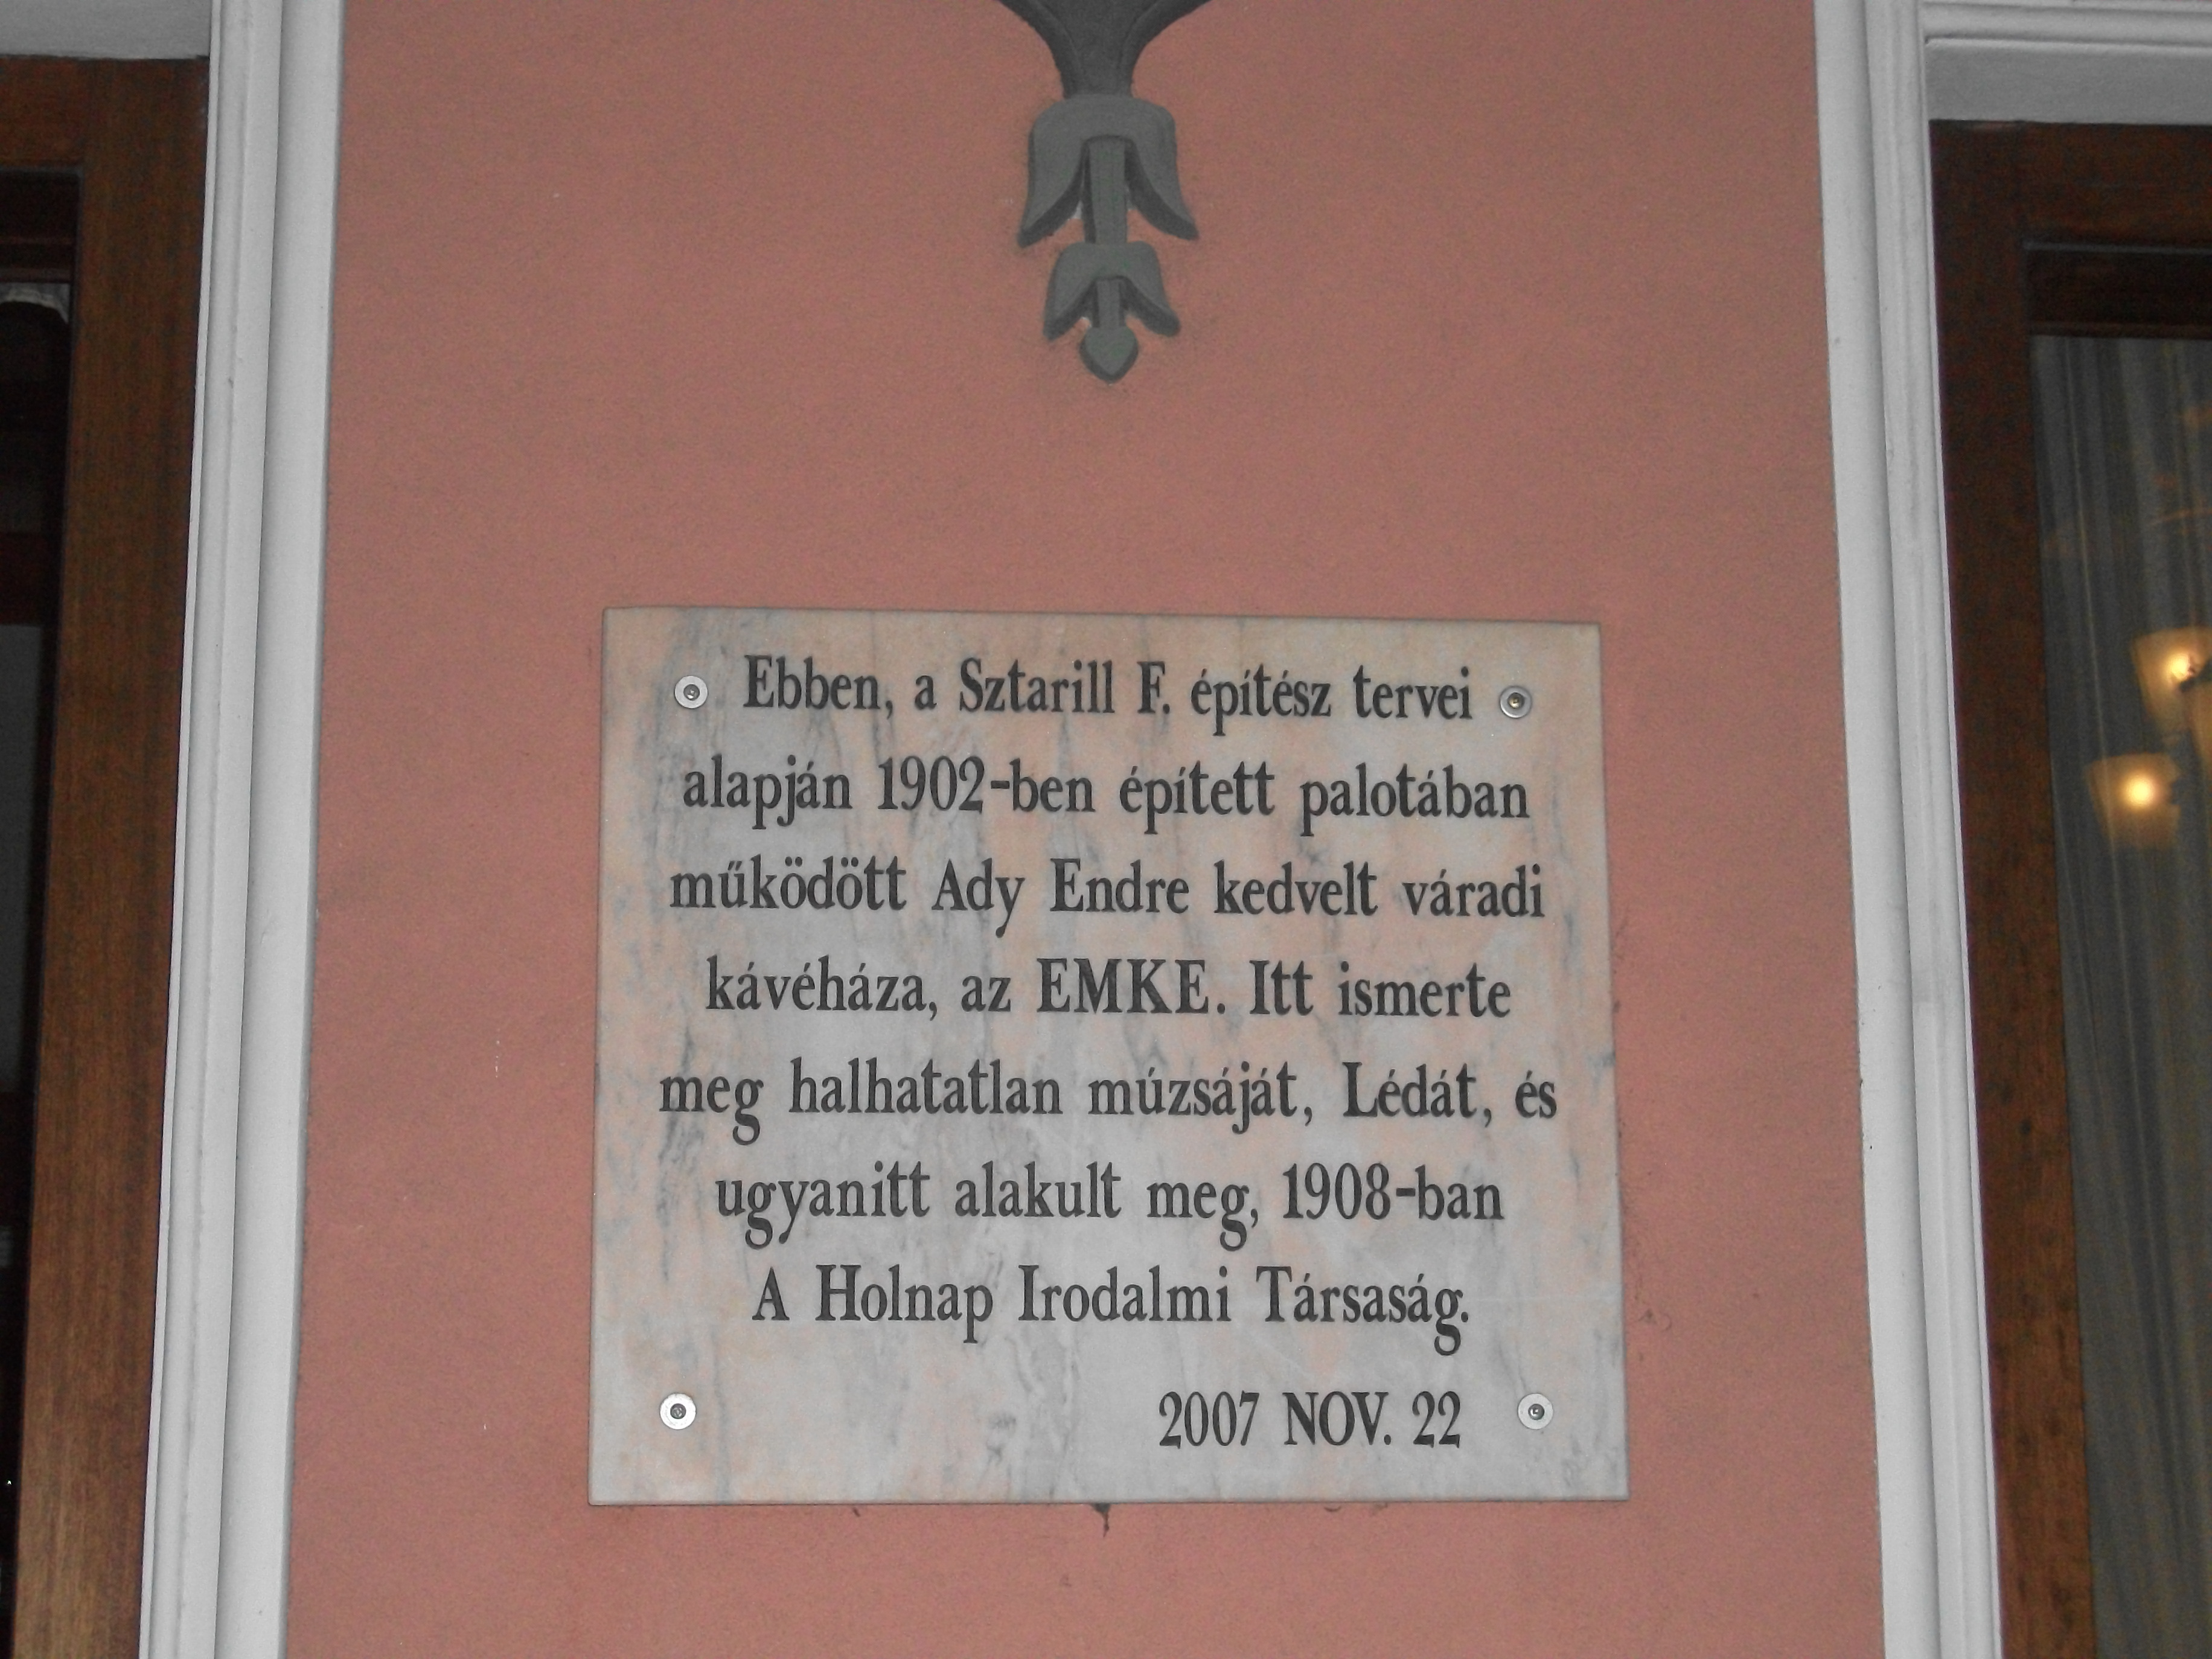 Ebben, a Sztarill F. építész tervei
alapján 1902-ben épített palotában
működött Ady Endre kedvelt váradi
kávéháza, az EMKE. Itt ismerte
meg halhatatlan múzsáját, Lédát, és
ugyanitt alakult meg, 1908-ban
A Holnap Irodalmi Társaság.
2007 NOV. 22